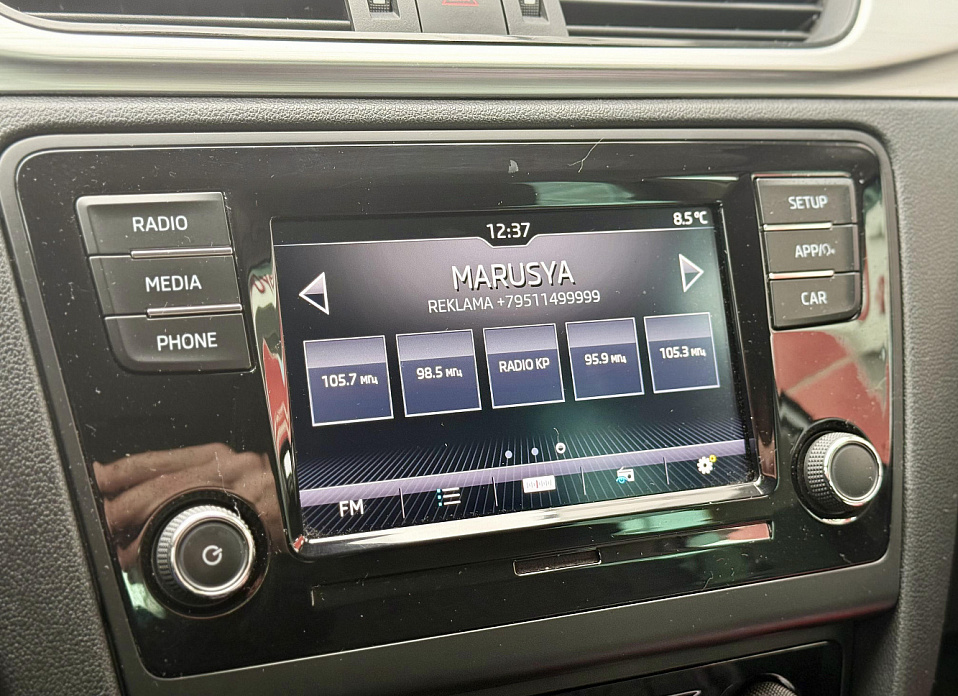 RADIO
MEDIA
PHONE
12:37
8.5°C
MARUSYA
REKLAMA +79511499999
105.7 МГц
98.5 МГц
RADIO KP
95.9 МГц
105.3 МГц
FM
SETUP
APP/
CAR